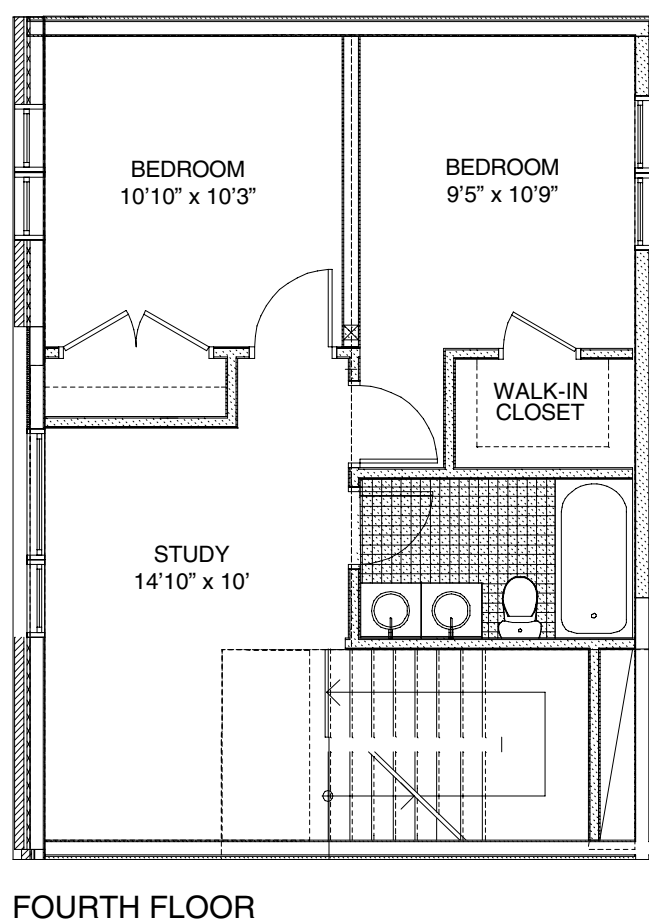 BEDROOM
10’10” x 10’3”
BEDROOM
9’5” x 10’9”
WALK-IN
CLOSET
STUDY
14’10” x 10’
FOURTH FLOOR